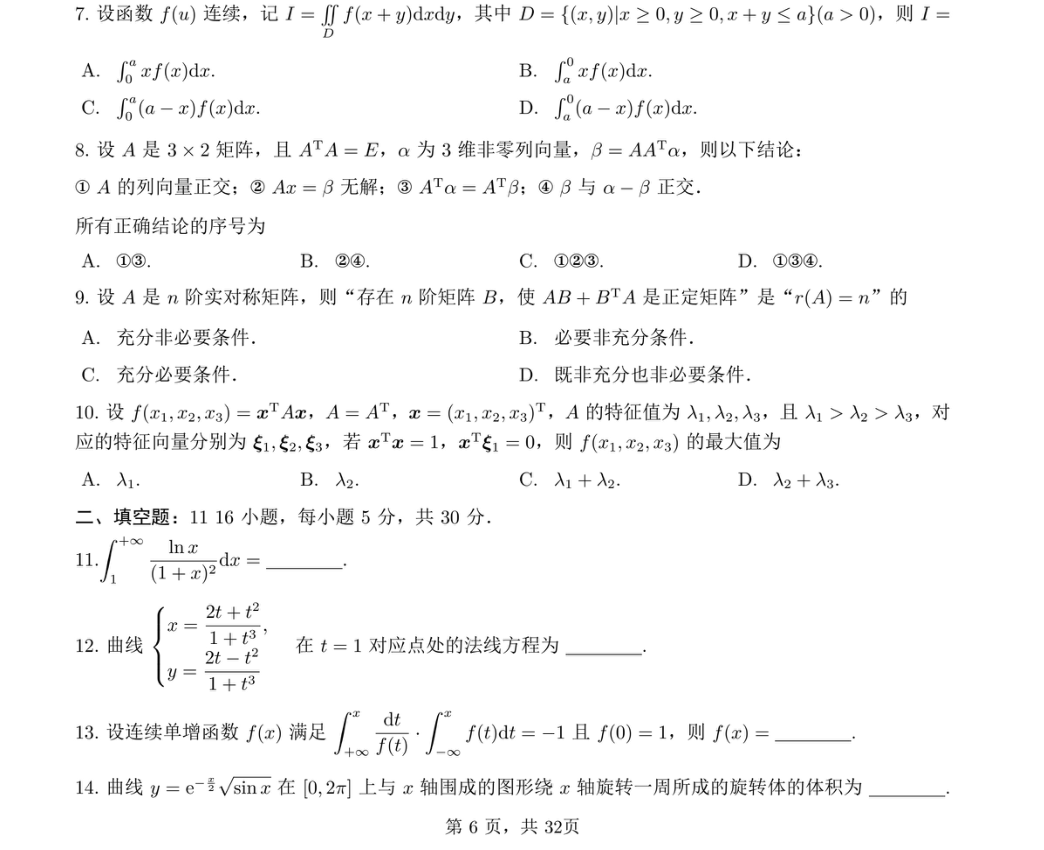 7. 设函数 f(u) 连续，记 I = ∬_D f(x + y)dxdy，其中 D = {(x, y)|x ≥ 0, y ≥ 0, x + y ≤ a}(a > 0)，则 I =
A. ∫_0^a xf(x)dx. B. ∫_a^0 xf(x)dx.
C. ∫_0^a (a − x)f(x)dx. D. ∫_a^0 (a − x)f(x)dx.
8. 设 A 是 3 × 2 矩阵，且 A^T A = E，α 为 3 维非零列向量，β = AA^T α，则以下结论：
① A 的列向量正交；② Ax = β 无解；③ A^T α = A^T β；④ β 与 α − β 正交．
所有正确结论的序号为
A. ①③. B. ②④. C. ①②③. D. ①③④.
9. 设 A 是 n 阶实对称矩阵，则“存在 n 阶矩阵 B，使 AB + B^T A 是正定矩阵”是“r(A) = n”的
A. 充分非必要条件． B. 必要非充分条件．
C. 充分必要条件． D. 既非充分也非必要条件．
10. 设 f(x_1, x_2, x_3) = x^T Ax，A = A^T，x = (x_1, x_2, x_3)^T，A 的特征值为 λ_1, λ_2, λ_3，且 λ_1 > λ_2 > λ_3，对
应的特征向量分别为 ξ_1, ξ_2, ξ_3，若 x^T x = 1，x^T ξ_1 = 0，则 f(x_1, x_2, x_3) 的最大值为
A. λ_1. B. λ_2. C. λ_1 + λ_2. D. λ_2 + λ_3.
二、填空题：11 16 小题，每小题 5 分，共 30 分．
11. ∫_1^{+∞} \frac{ln x}{(1 + x)^2} dx = ________.
12. 曲线 { x = \frac{2t + t^2}{1 + t^3}, y = \frac{2t − t^2}{1 + t^3} 在 t = 1 对应点处的法线方程为 ________.
13. 设连续单增函数 f(x) 满足 ∫_{+∞}^x \frac{dt}{f(t)} · ∫_{−∞}^x f(t)dt = −1 且 f(0) = 1，则 f(x) = ________.
14. 曲线 y = e^{−\frac{x}{2}} √(sin x) 在 [0, 2π] 上与 x 轴围成的图形绕 x 轴旋转一周所成的旋转体的体积为 ________.
第 6 页，共 32页